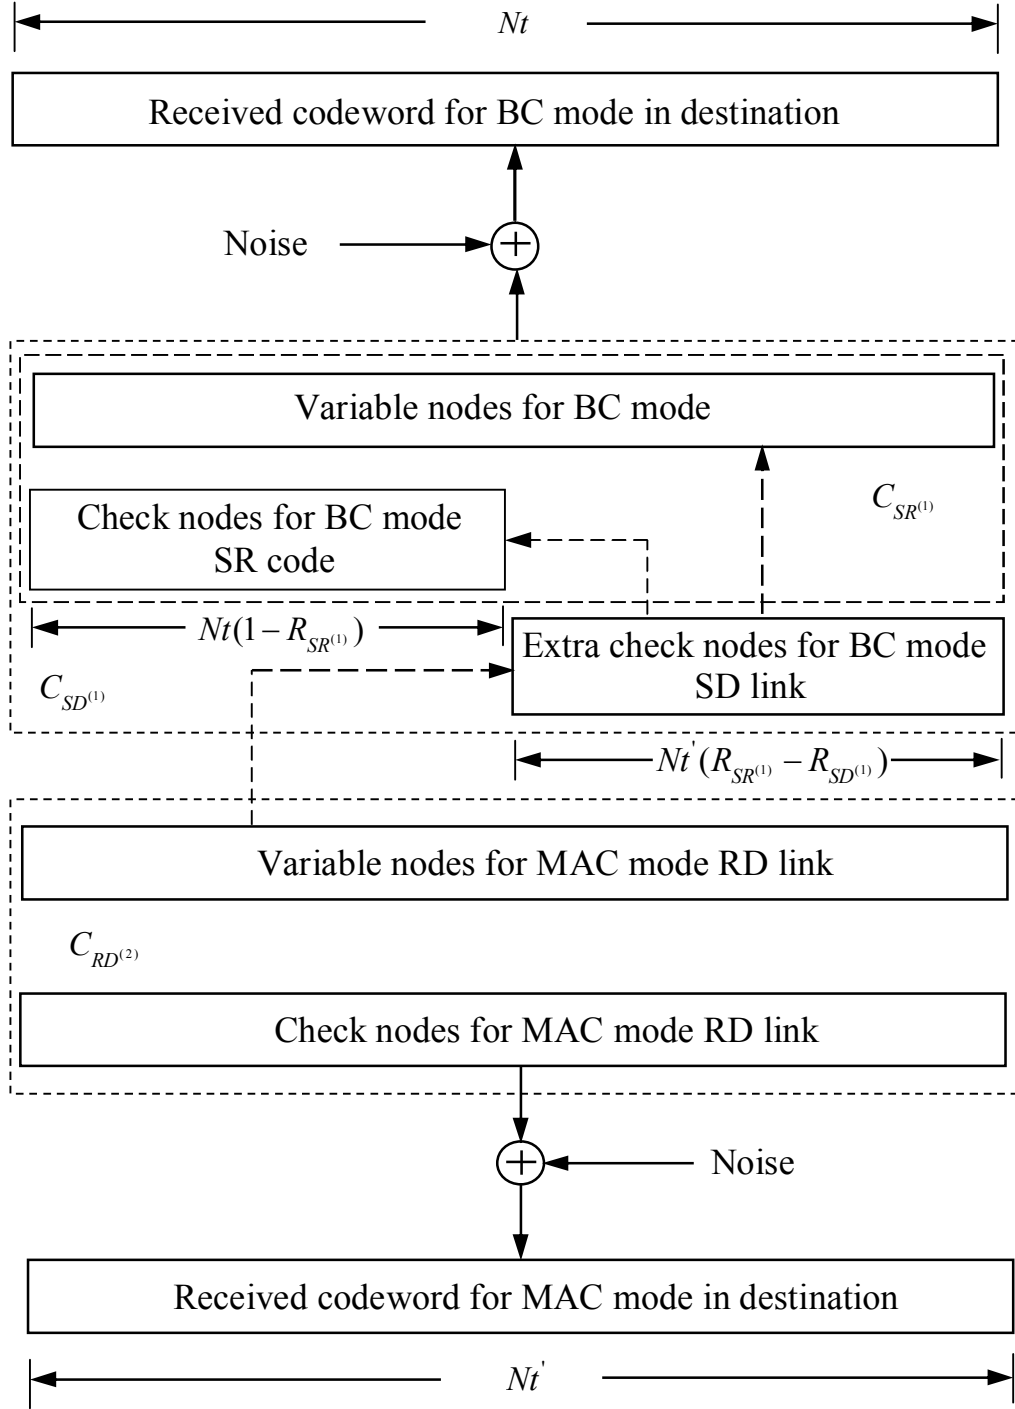 Nt
Received codeword for BC mode in destination
Noise
+
Variable nodes for BC mode
C_{SR^{(1)}}
Check nodes for BC mode
SR code
Nt(1 − R_{SR^{(1)}})
Extra check nodes for BC mode
SD link
C_{SD^{(1)}}
Nt^{'}(R_{SR^{(1)}} − R_{SD^{(1)}})
Variable nodes for MAC mode RD link
C_{RD^{(2)}}
Check nodes for MAC mode RD link
+
Noise
Received codeword for MAC mode in destination
Nt^{'}